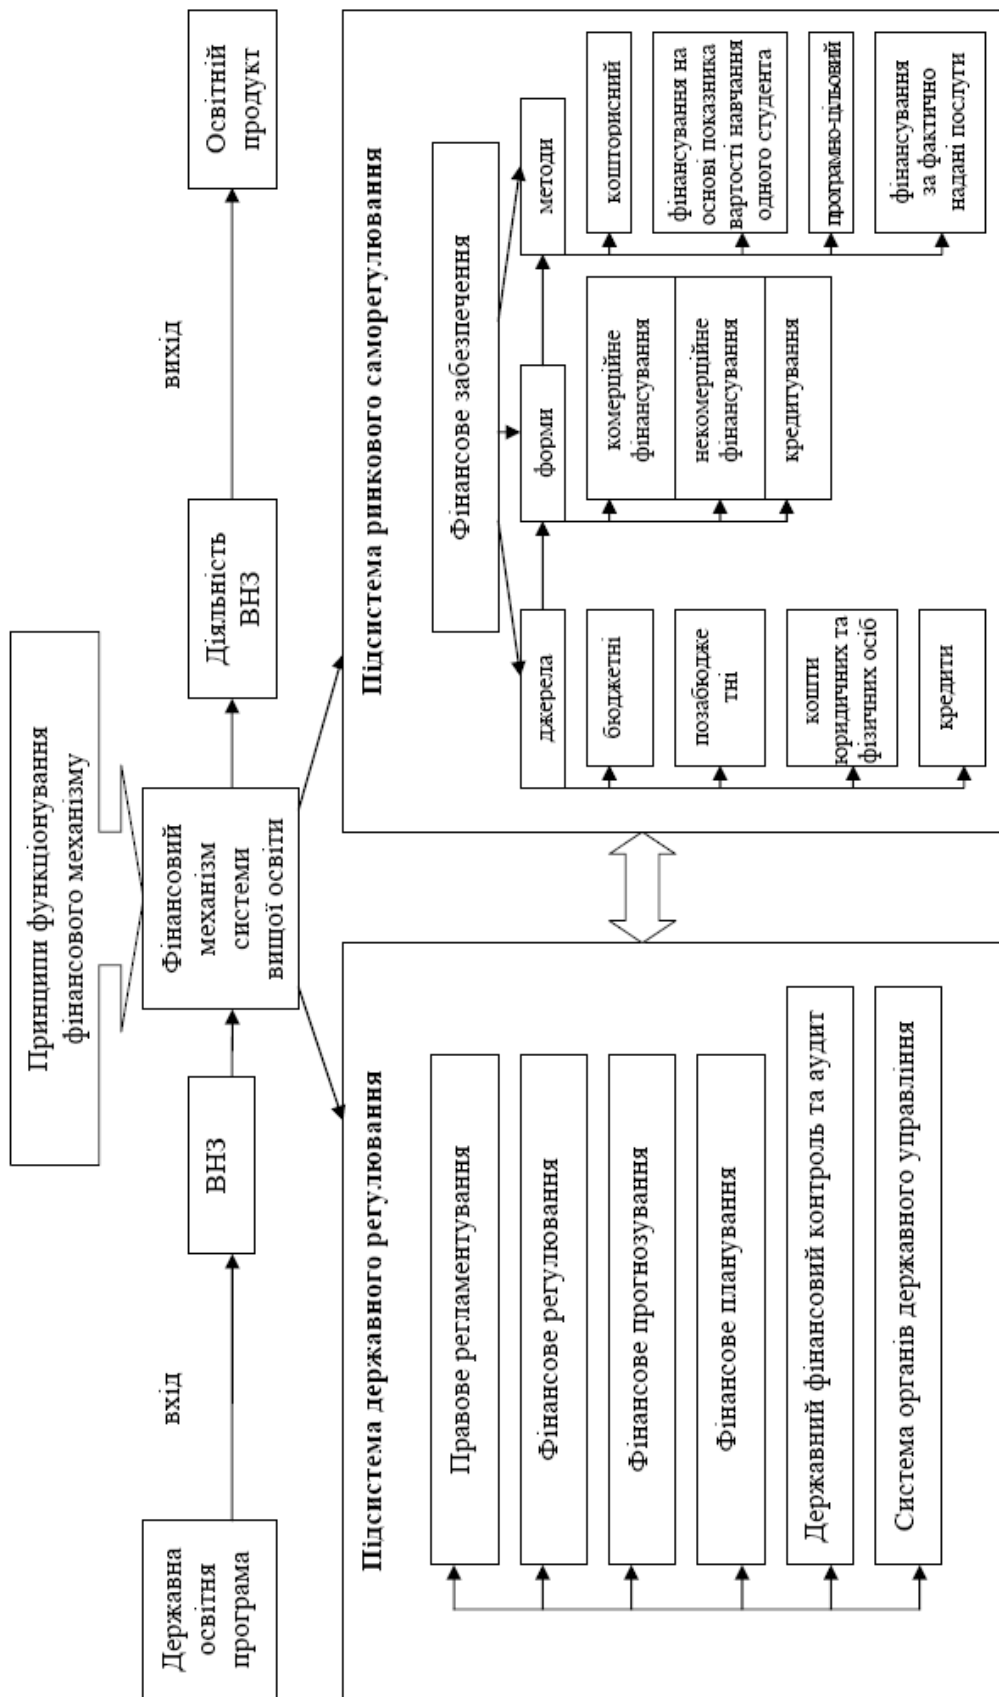 Принципи функціонування
фінансового механізму
Державна
освітня
програма
вхід
ВНЗ
Фінансовий
механізм
системи
вищої освіти
Діяльність
ВНЗ
вихід
Освітній
продукт
Підсистема державного регулювання
Правове регламентування
Фінансове регулювання
Фінансове прогнозування
Фінансове планування
Державний фінансовий контроль та аудит
Система органів державного управління
Підсистема ринкового саморегулювання
Фінансове забезпечення
джерела
бюджетні
позабюдже
тні
кошти
юридичних та
фізичних осіб
кредити
форми
комерційне
фінансування
некомерційне
фінансування
кредитування
методи
кошторисний
фінансування на
основі показника
вартості навчання
одного студента
програмно-цільовий
фінансування
за фактично
надані послуги